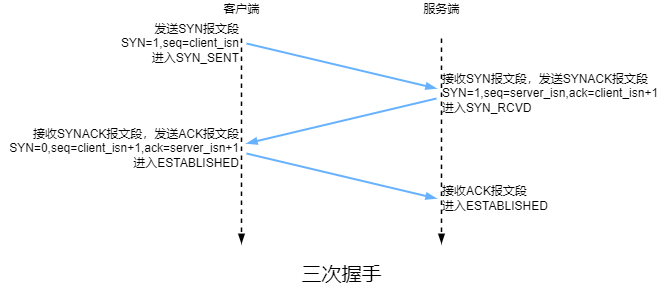 客户端
服务端
发送SYN报文段
SYN=1,seq=client_isn
进入SYN_SENT
接收SYN报文段，发送SYNACK报文段
SYN=1,seq=server_isn,ack=client_isn+1
进入SYN_RCVD
接收SYNACK报文段，发送ACK报文段
SYN=0,seq=client_isn+1,ack=server_isn+1
进入ESTABLISHED
接收ACK报文段
进入ESTABLISHED
三次握手